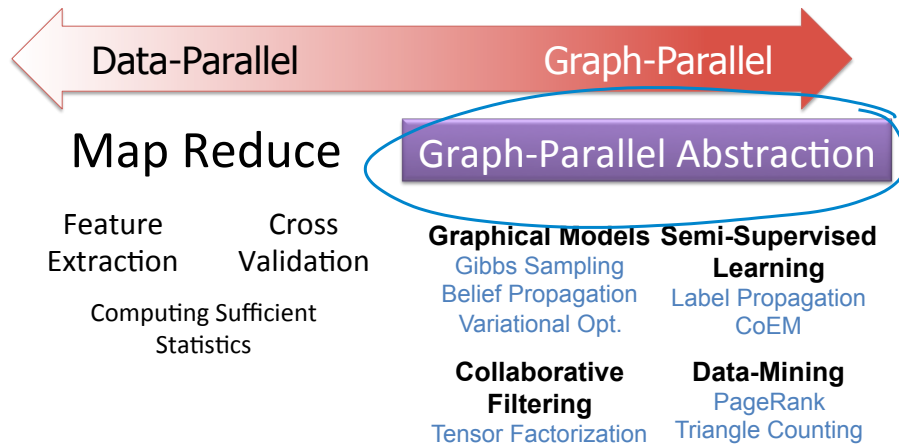 Data-Parallel
Graph-Parallel
Map Reduce
Graph-Parallel Abstraction
Feature
Extraction
Cross
Validation
Computing Sufficient
Statistics
Graphical Models
Gibbs Sampling
Belief Propagation
Variational Opt.
Semi-Supervised
Learning
Label Propagation
CoEM
Collaborative
Filtering
Tensor Factorization
Data-Mining
PageRank
Triangle Counting